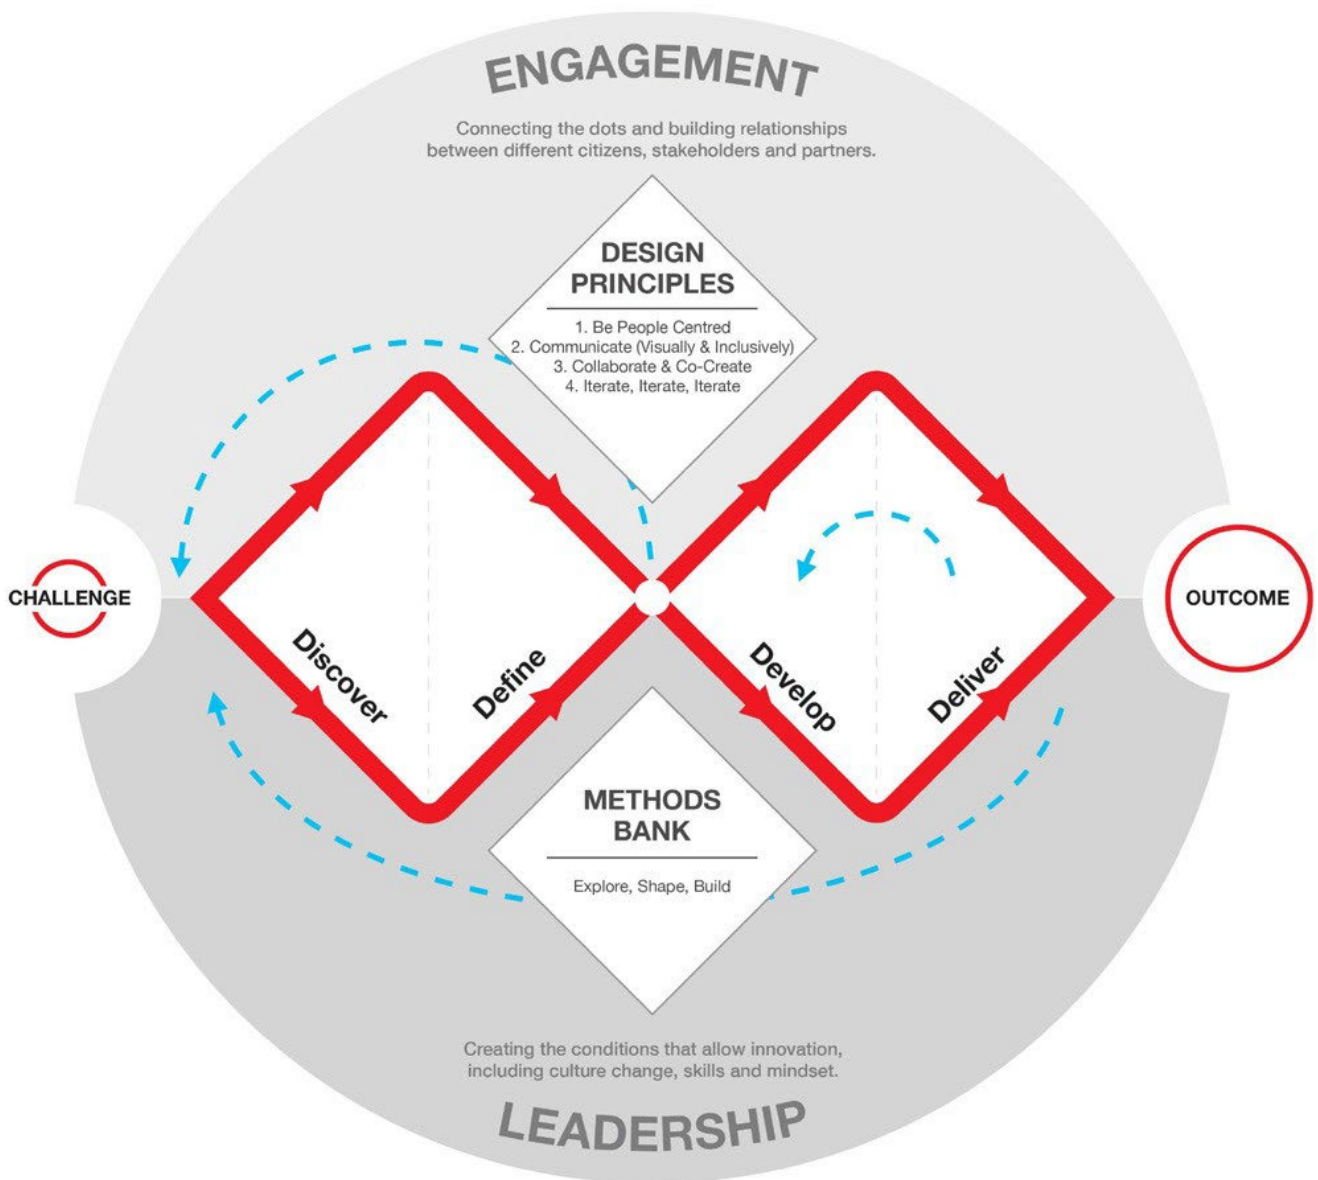 ENGAGEMENT
Connecting the dots and building relationships
between different citizens, stakeholders and partners.
DESIGN
PRINCIPLES
1. Be People Centred
2. Communicate (Visually & Inclusively)
3. Collaborate & Co-Create
4. Iterate, Iterate, Iterate
CHALLENGE
Discover
Define
Develop
Deliver
OUTCOME
METHODS
BANK
Explore, Shape, Build
Creating the conditions that allow innovation,
including culture change, skills and mindset.
LEADERSHIP